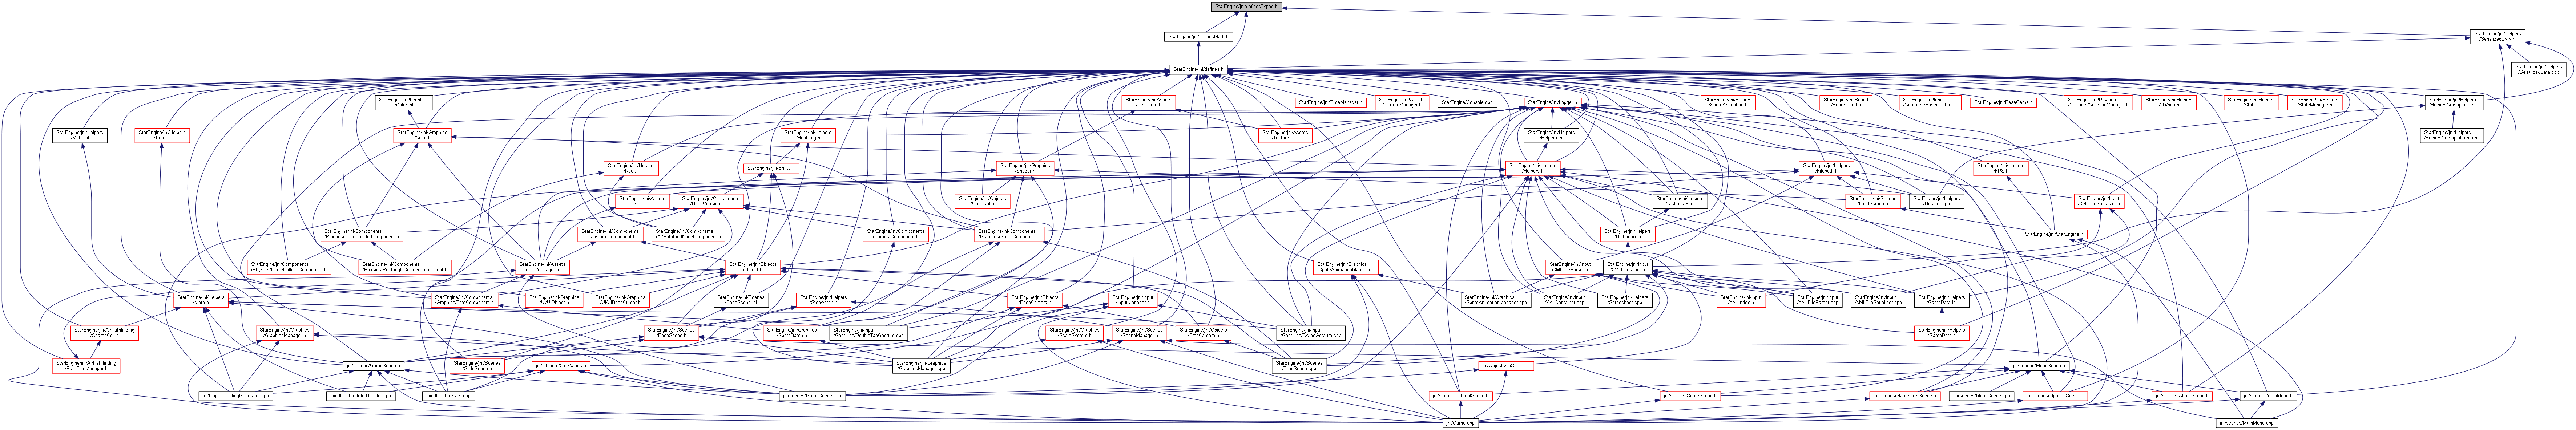 StarEngine/jni/definesTypes.h
StarEngine/jni/definesMath.h
StarEngine/jni/Helpers
/SerializedData.h
StarEngine/jni/defines.h
StarEngine/jni/Helpers
/SerializedData.cpp
StarEngine/jni/Graphics
/Color.inl
StarEngine/jni/Assets
/Resource.h
StarEngine/jni/TimeManager.h
StarEngine/jni/Assets
/TextureManager.h
StarEngine/Console.cpp
StarEngine/jni/Logger.h
StarEngine/jni/Helpers
/SpriteAnimation.h
StarEngine/jni/Sound
/BaseSound.h
StarEngine/jni/Input
/Gestures/BaseGesture.h
StarEngine/jni/BaseGame.h
StarEngine/jni/Physics
/Collision/CollisionManager.h
StarEngine/jni/Helpers
/2Dpos.h
StarEngine/jni/Helpers
/State.h
StarEngine/jni/Helpers
/StateManager.h
StarEngine/jni/Helpers
/HelpersCrossplatform.h
StarEngine/jni/Helpers
/Math.inl
StarEngine/jni/Helpers
/Timer.h
StarEngine/jni/Graphics
/Color.h
StarEngine/jni/Helpers
/HashTag.h
StarEngine/jni/Assets
/Texture2D.h
StarEngine/jni/Helpers
/Helpers.inl
StarEngine/jni/Helpers
/HelpersCrossplatform.cpp
StarEngine/jni/Helpers
/Rect.h
StarEngine/jni/Entity.h
StarEngine/jni/Graphics
/Shader.h
StarEngine/jni/Helpers
/Helpers.h
StarEngine/jni/Helpers
/Filepath.h
StarEngine/jni/Helpers
/FPS.h
StarEngine/jni/Assets
/Font.h
StarEngine/jni/Components
/BaseComponent.h
StarEngine/jni/Objects
/QuadCol.h
StarEngine/jni/Helpers
/Dictionary.inl
StarEngine/jni/Scenes
/LoadScreen.h
StarEngine/jni/Helpers
/Helpers.cpp
StarEngine/jni/Input
/XMLFileSerializer.h
StarEngine/jni/Components
/Physics/BaseColliderComponent.h
StarEngine/jni/Components
/TransformComponent.h
StarEngine/jni/Components
/AI/PathFindNodeComponent.h
StarEngine/jni/Components
/CameraComponent.h
StarEngine/jni/Components
/Graphics/SpriteComponent.h
StarEngine/jni/Helpers
/Dictionary.h
StarEngine/jni/StarEngine.h
StarEngine/jni/Components
/Physics/CircleColliderComponent.h
StarEngine/jni/Components
/Physics/RectangleColliderComponent.h
StarEngine/jni/Assets
/FontManager.h
StarEngine/jni/Objects
/Object.h
StarEngine/jni/Graphics
/SpriteAnimationManager.h
StarEngine/jni/Input
/XMLFileParser.h
StarEngine/jni/Input
/XMLContainer.h
StarEngine/jni/Helpers
/Math.h
StarEngine/jni/Components
/Graphics/TextComponent.h
StarEngine/jni/Graphics
/UI/UIObject.h
StarEngine/jni/Graphics
/UI/UIBaseCursor.h
StarEngine/jni/Scenes
/BaseScene.inl
StarEngine/jni/Helpers
/Stopwatch.h
StarEngine/jni/Objects
/BaseCamera.h
StarEngine/jni/Input
/InputManager.h
StarEngine/jni/Graphics
/SpriteAnimationManager.cpp
StarEngine/jni/Input
/XMLContainer.cpp
StarEngine/jni/Helpers
/Spritesheet.cpp
StarEngine/jni/Input
/XMLIndex.h
StarEngine/jni/Input
/XMLFileParser.cpp
StarEngine/jni/Input
/XMLFileSerializer.cpp
StarEngine/jni/Helpers
/GameData.inl
StarEngine/jni/AI/Pathfinding
/SearchCell.h
StarEngine/jni/Graphics
/GraphicsManager.h
StarEngine/jni/Scenes
/BaseScene.h
StarEngine/jni/Graphics
/SpriteBatch.h
StarEngine/jni/Input
/Gestures/DoubleTapGesture.cpp
StarEngine/jni/Graphics
/ScaleSystem.h
StarEngine/jni/Scenes
/SceneManager.h
StarEngine/jni/Objects
/FreeCamera.h
StarEngine/jni/Input
/Gestures/SwipeGesture.cpp
StarEngine/jni/Helpers
/GameData.h
StarEngine/jni/AI/Pathfinding
/PathFindManager.h
jni/scenes/GameScene.h
StarEngine/jni/Scenes
/SlideScene.h
jni/Objects/XmlValues.h
StarEngine/jni/Graphics
/GraphicsManager.cpp
StarEngine/jni/Scenes
/TiledScene.cpp
jni/Objects/HiScores.h
jni/scenes/MenuScene.h
jni/Objects/FillingGenerator.cpp
jni/Objects/OrderHandler.cpp
jni/Objects/Stats.cpp
jni/scenes/GameScene.cpp
jni/scenes/TutorialScene.h
jni/scenes/ScoreScene.h
jni/scenes/GameOverScene.h
jni/scenes/MenuScene.cpp
jni/scenes/OptionsScene.h
jni/scenes/AboutScene.h
jni/scenes/MainMenu.h
jni/Game.cpp
jni/scenes/MainMenu.cpp